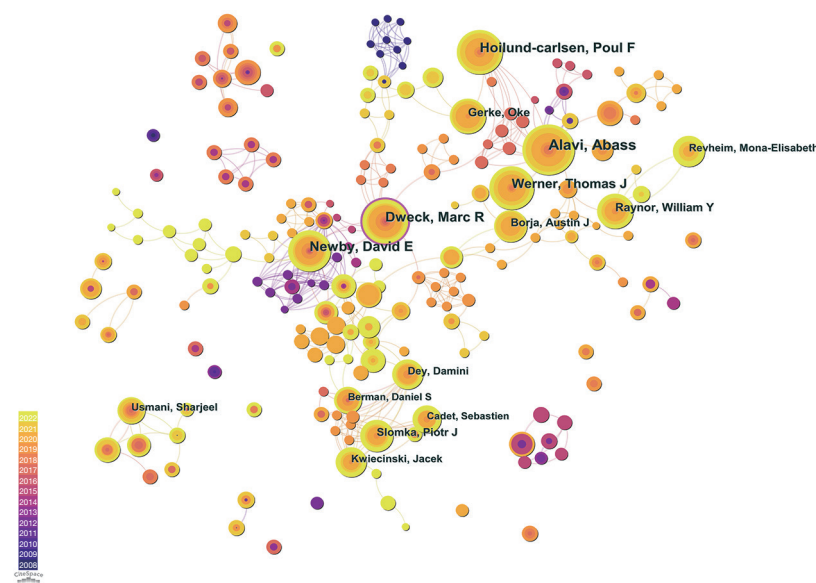 Hoilund-carlsen, Poul F
Gerke, Oke
Alavi, Abass
Revheim, Mona-Elisabeth
Werner, Thomas J
Raynor, William Y
Dweck, Marc R
Borja, Austin J
Newby, David E
Dey, Damini
Berman, Daniel S
Usmani, Sharjeel
Cadet, Sebastien
Slomka, Piotr J
Kwiecinski, Jacek
2022
2021
2020
2019
2018
2017
2016
2015
2014
2013
2012
2011
2010
2009
2008
CiteSpace